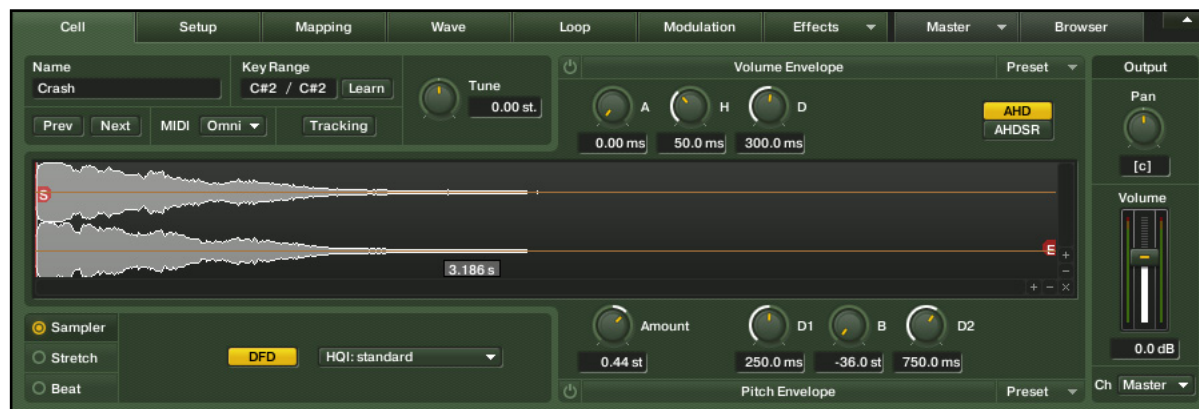 Cell Setup Mapping Wave Loop Modulation Effects Master Browser
Name Key Range
Crash C#2 / C#2 Learn
Prev Next MIDI Omni Tracking
Tune
0.00 st.
Volume Envelope Preset
A H D
0.00 ms 50.0 ms 300.0 ms
AHD
AHDSR
Output
Pan
[c]
Volume
0.0 dB
Ch Master
S
E
3.186 s
+
−
+ − ×
Sampler
Stretch
Beat
DFD HQI: standard
Amount D1 B D2
0.44 st 250.0 ms -36.0 st 750.0 ms
Pitch Envelope Preset